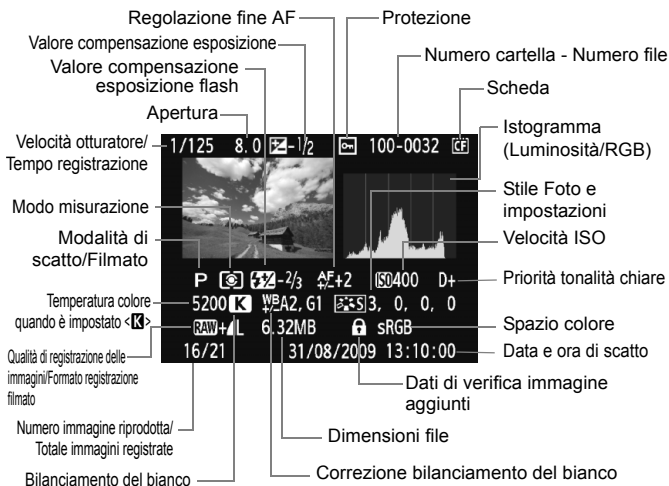 Regolazione fine AF
Protezione
Valore compensazione esposizione
Numero cartella - Numero file
Valore compensazione
esposizione flash
Scheda
Apertura
Velocità otturatore/
Tempo registrazione
1/125 8.0 -1/2 100-0032 CF
Istogramma
(Luminosità/RGB)
Modo misurazione
Stile Foto e
impostazioni
Modalità di
scatto/Filmato
Velocità ISO
P -2/3 AF+2 ISO400 D+
Priorità tonalità chiare
Temperatura colore
quando è impostato <K>
5200 K WB A2, G1 S 3, 0, 0, 0
RAW+L 6.32MB sRGB
Spazio colore
Qualità di registrazione delle
immagini/Formato registrazione
filmato
16/21 31/08/2009 13:10:00
Data e ora di scatto
Dati di verifica immagine
aggiunti
Numero immagine riprodotta/
Totale immagini registrate
Dimensioni file
Bilanciamento del bianco
Correzione bilanciamento del bianco